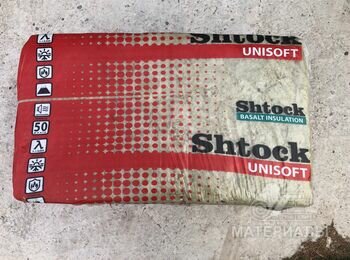 Shtock
UNISOFT
Shtock
BASALT INSULATION
50
λ
Shtock
UNISOFT
λ
МАТЕРИАЛЫ